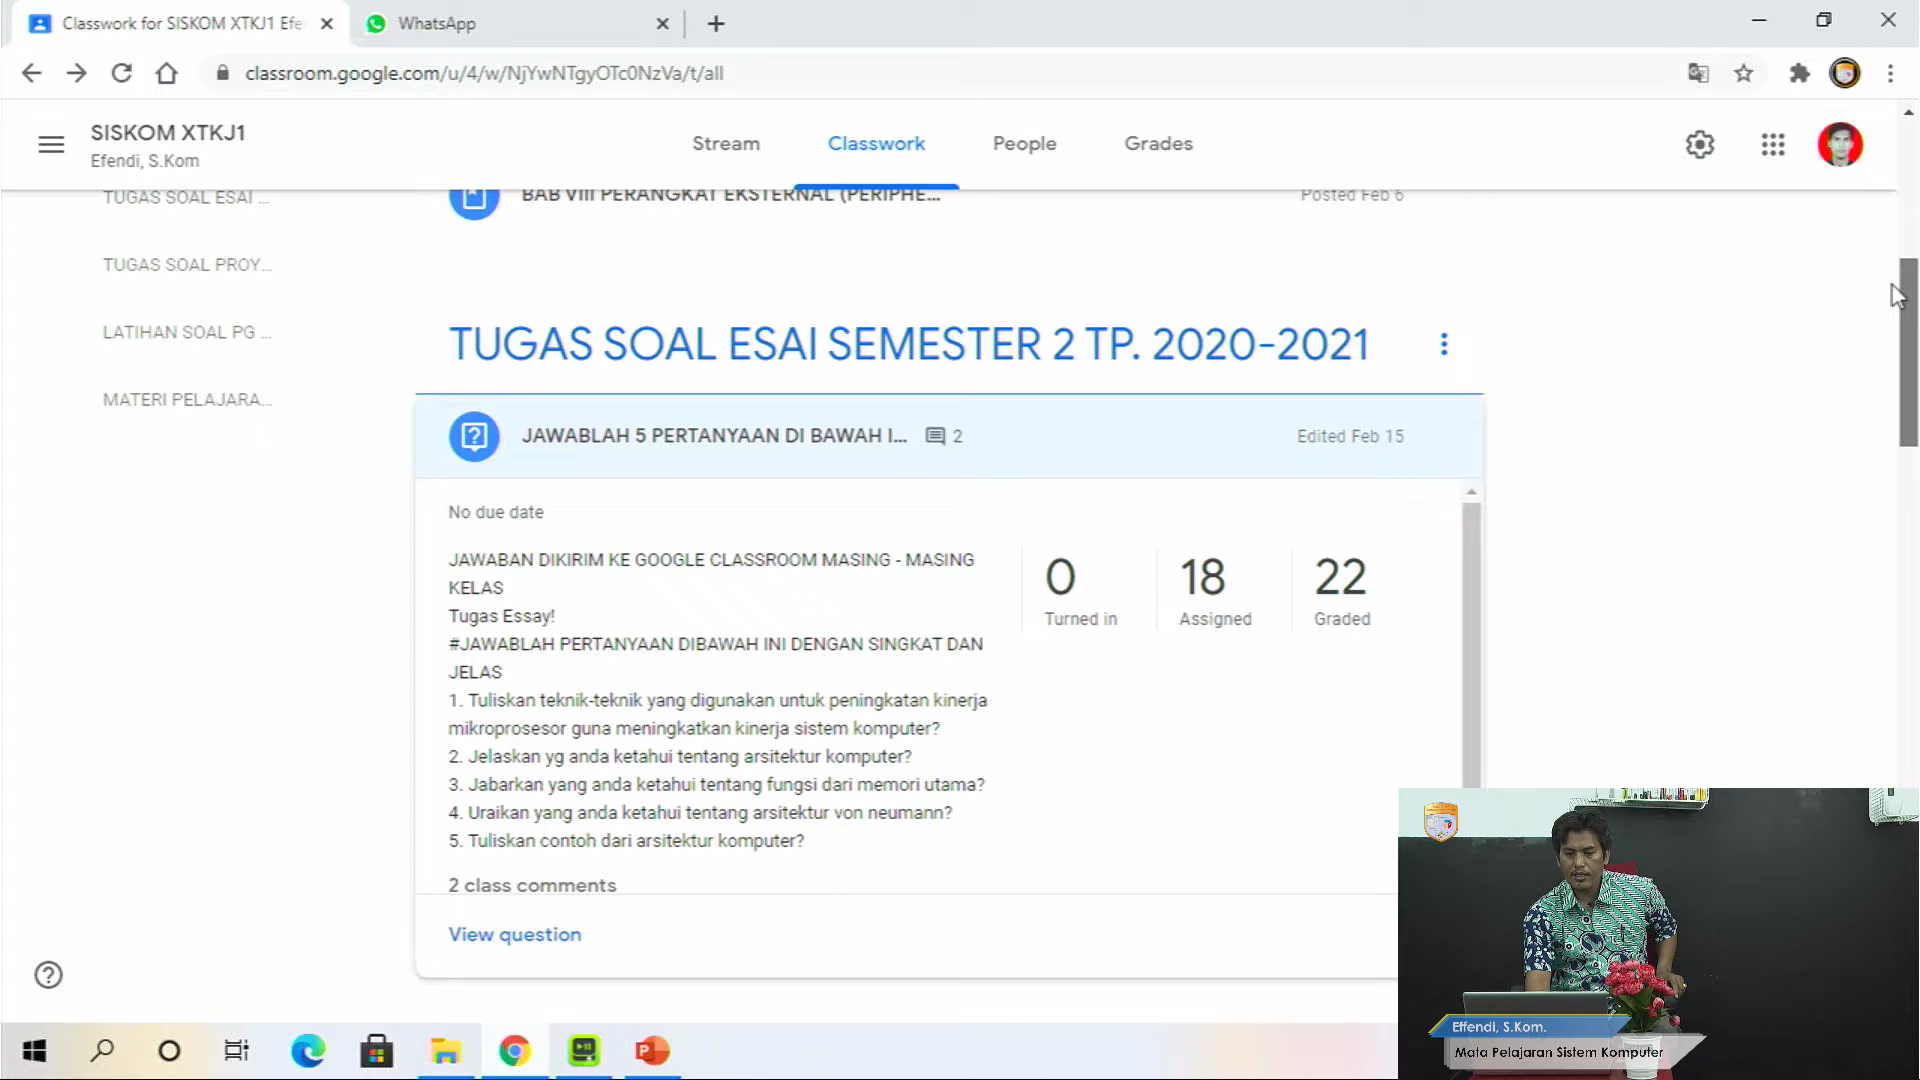 Classwork for SISKOM XTKJ1 Efe
WhatsApp
classroom.google.com/u/4/w/NjYwNTgyOTc0NzVa/t/all
SISKOM XTKJ1
Efendi, S.Kom
Stream
Classwork
People
Grades
TUGAS SOAL ESAI ...
TUGAS SOAL PROY...
LATIHAN SOAL PG ...
MATERI PELAJARA...
BAB VIII PERANGKAT EKSTERNAL (PERIPHE...
Posted Feb 6
TUGAS SOAL ESAI SEMESTER 2 TP. 2020-2021
JAWABLAH 5 PERTANYAAN DI BAWAH I...
2
Edited Feb 15
No due date
JAWABAN DIKIRIM KE GOOGLE CLASSROOM MASING - MASING
KELAS
Tugas Essay!
#JAWABLAH PERTANYAAN DIBAWAH INI DENGAN SINGKAT DAN
JELAS
1. Tuliskan teknik-teknik yang digunakan untuk peningkatan kinerja
mikroprosesor guna meningkatkan kinerja sistem komputer?
2. Jelaskan yg anda ketahui tentang arsitektur komputer?
3. Jabarkan yang anda ketahui tentang fungsi dari memori utama?
4. Uraikan yang anda ketahui tentang arsitektur von neumann?
5. Tuliskan contoh dari arsitektur komputer?
0
Turned in
18
Assigned
22
Graded
2 class comments
View question
Effendi, S.Kom.
Mata Pelajaran Sistem Komputer